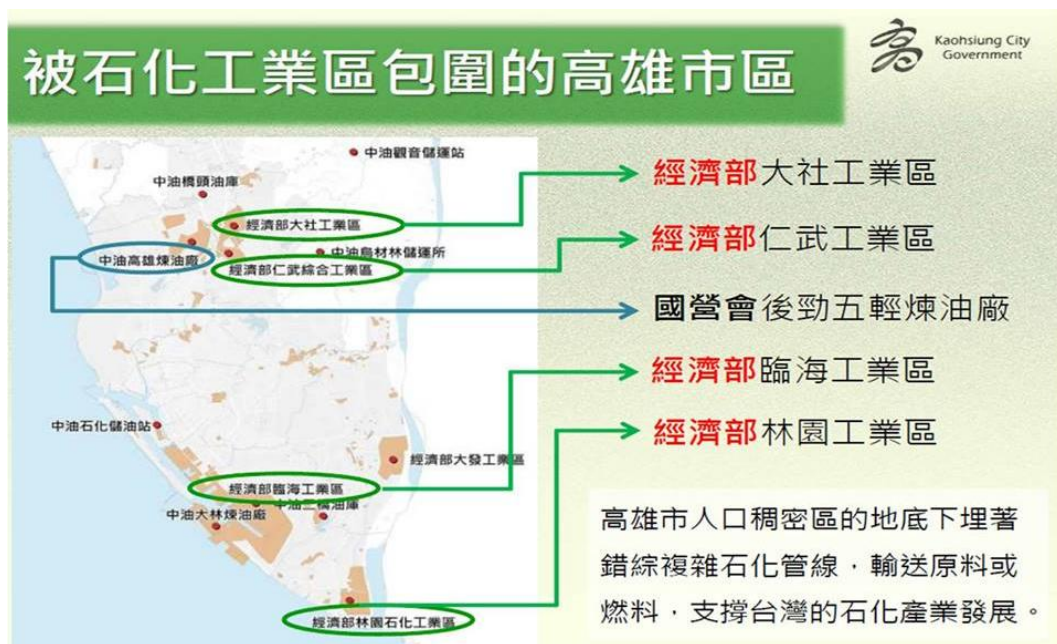 被石化工業區包圍的高雄市區
Kaohsiung City
Government
中油觀音儲運站
中油橋頭油庫
經濟部大社工業區
中油高雄煉油廠
中油烏材林儲運所
經濟部仁武綜合工業區
中油石化儲油站
經濟部大發工業區
經濟部臨海工業區
中油三橋油庫
中油大林煉油廠
經濟部林園石化工業區
經濟部大社工業區
經濟部仁武工業區
國營會後勁五輕煉油廠
經濟部臨海工業區
經濟部林園工業區
高雄市人口稠密區的地底下埋著
錯綜複雜石化管線，輸送原料或
燃料，支撐台灣的石化產業發展。